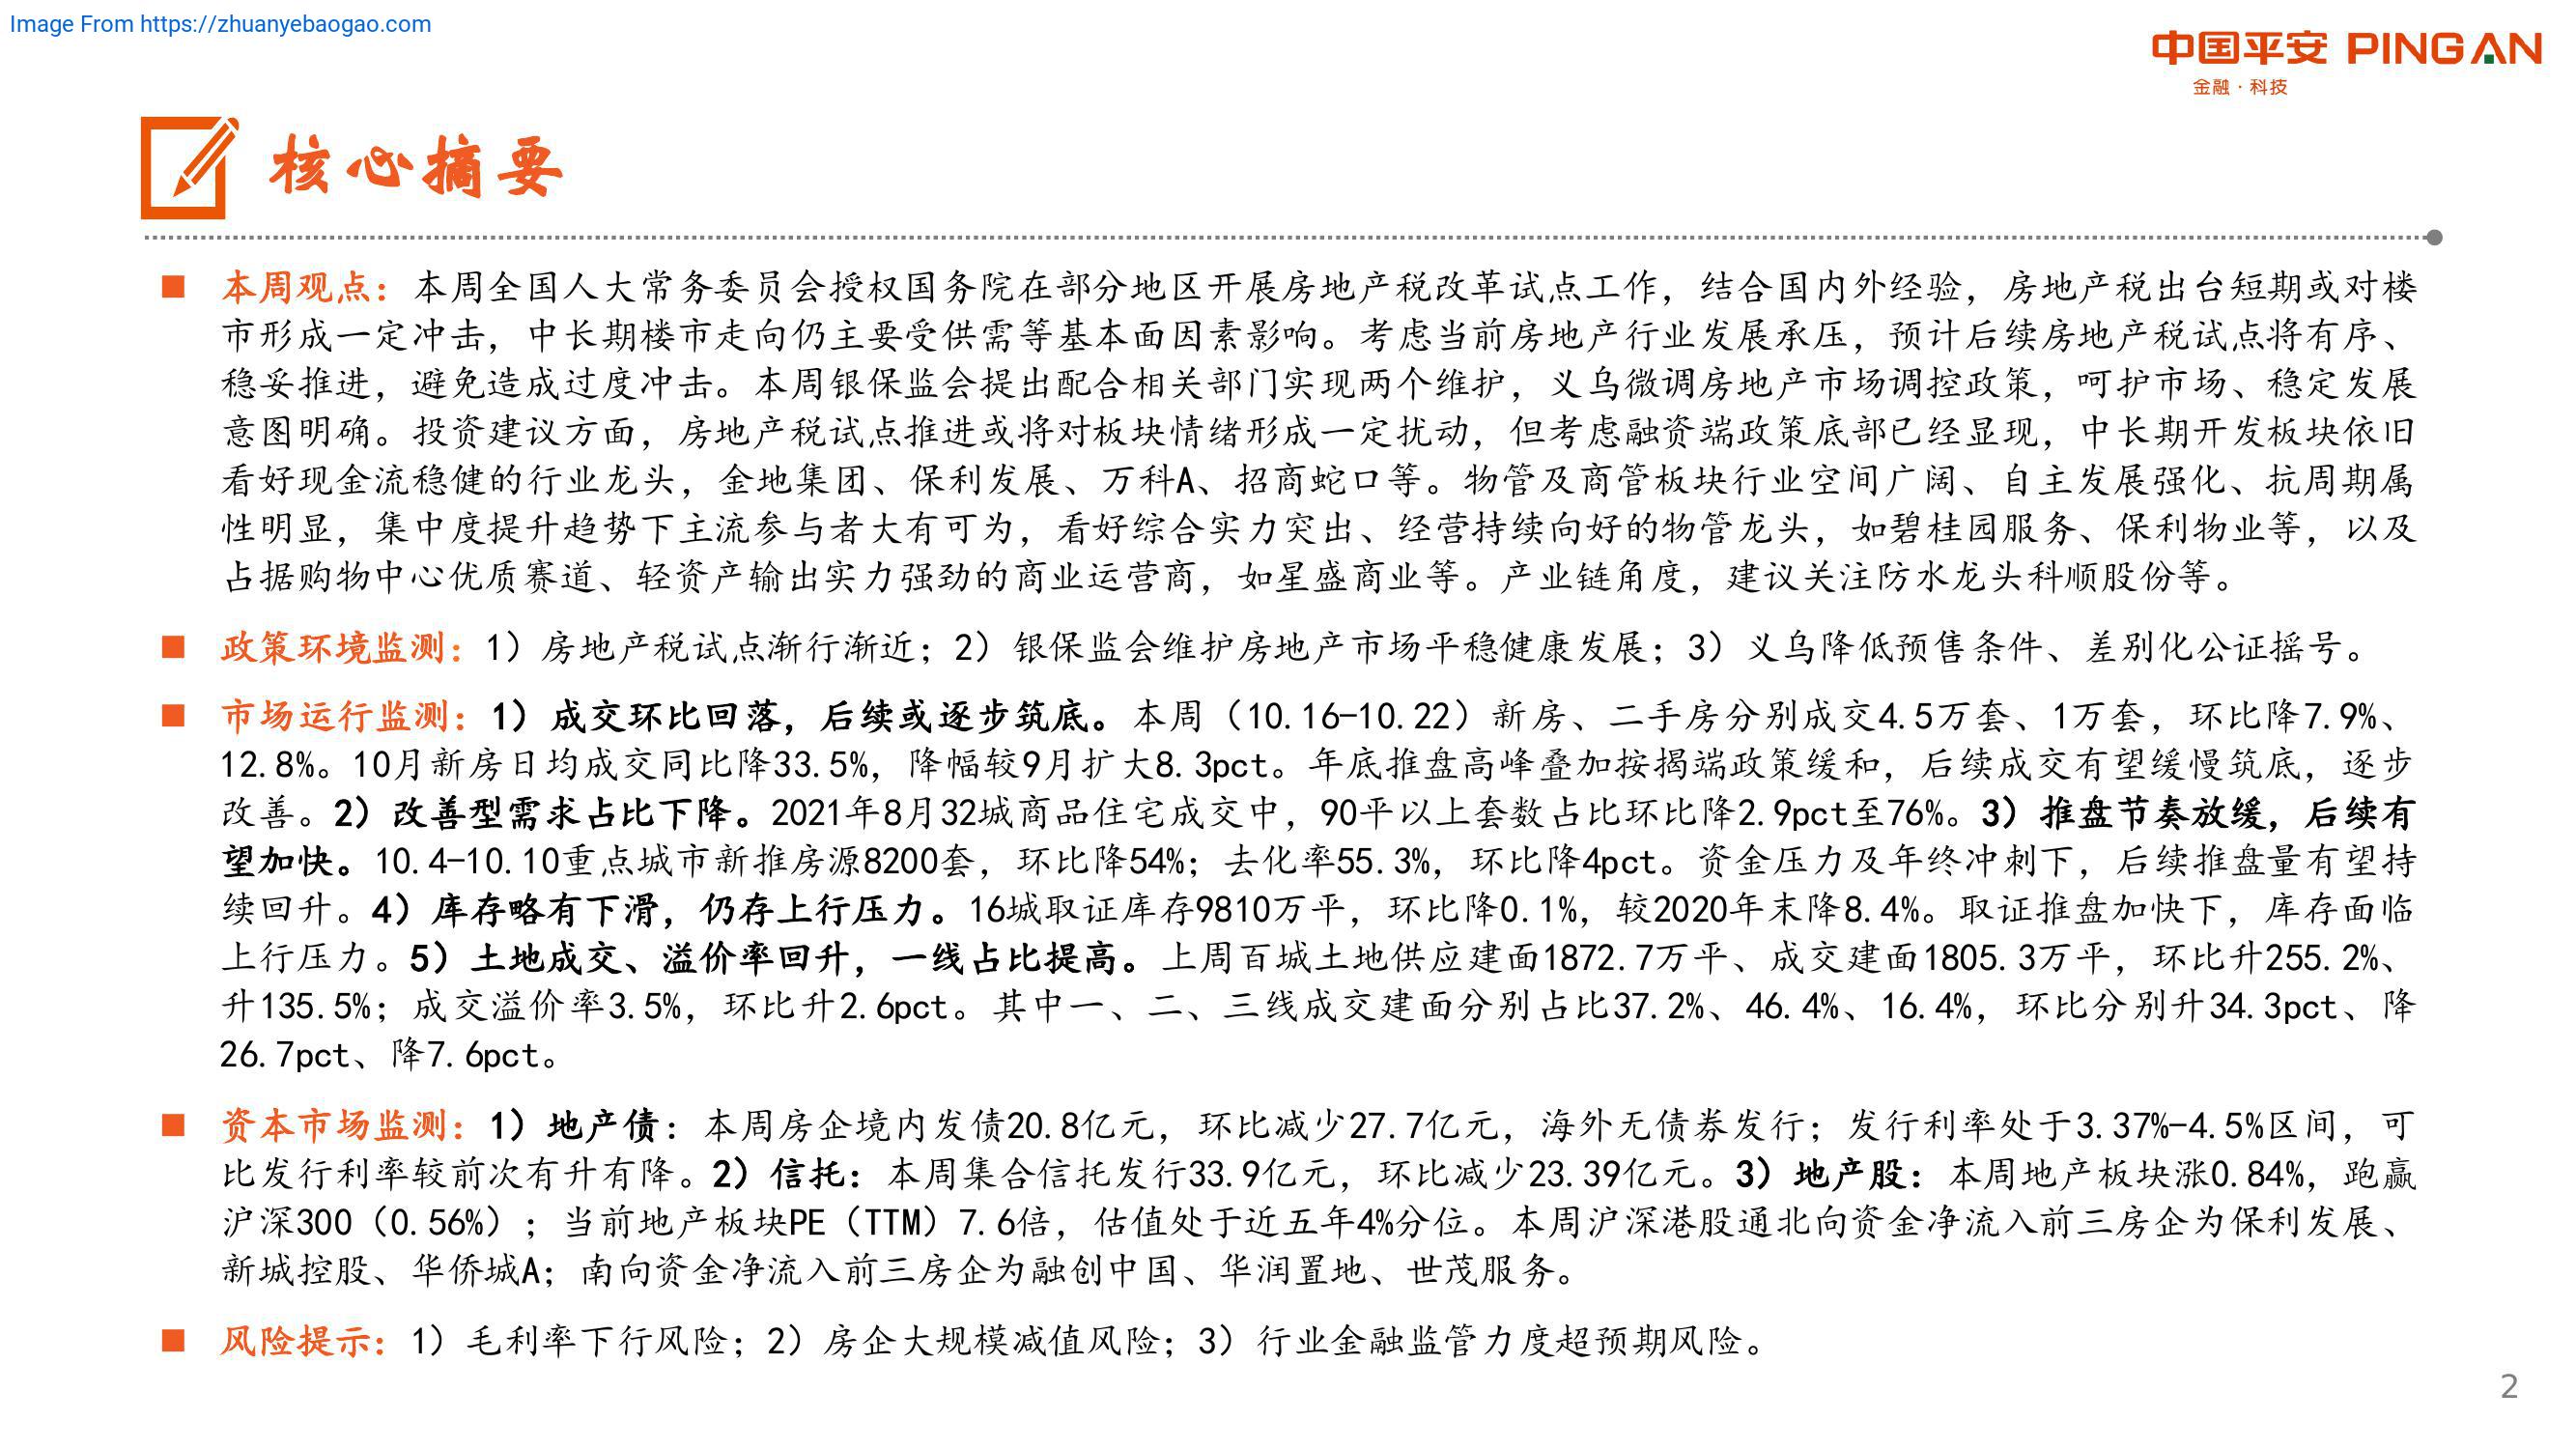 Image From https://zhuanyebaogao.com
中国平安 PING AN
金融·科技
核心摘要
本周观点：本周全国人大常务委员会授权国务院在部分地区开展房地产税改革试点工作，结合国内外经验，房地产税出台短期或对楼
市形成一定冲击，中长期楼市走向仍主要受供需等基本面因素影响。考虑当前房地产行业发展承压，预计后续房地产税试点将有序、
稳妥推进，避免造成过度冲击。本周银保监会提出配合相关部门实现两个维护，义乌微调房地产市场调控政策，呵护市场、稳定发展
意图明确。投资建议方面，房地产税试点推进或将对板块情绪形成一定扰动，但考虑融资端政策底部已经显现，中长期开发板块依旧
看好现金流稳健的行业龙头，金地集团、保利发展、万科A、招商蛇口等。物管及商管板块行业空间广阔、自主发展强化、抗周期属
性明显，集中度提升趋势下主流参与者大有可为，看好综合实力突出、经营持续向好的物管龙头，如碧桂园服务、保利物业等，以及
占据购物中心优质赛道、轻资产输出实力强劲的商业运营商，如星盛商业等。产业链角度，建议关注防水龙头科顺股份等。
政策环境监测：1）房地产税试点渐行渐近；2）银保监会维护房地产市场平稳健康发展；3）义乌降低预售条件、差别化公证摇号。
市场运行监测：1）成交环比回落，后续或逐步筑底。本周（10.16-10.22）新房、二手房分别成交4.5万套、1万套，环比降7.9%、
12.8%。10月新房日均成交同比降33.5%，降幅较9月扩大8.3pct。年底推盘高峰叠加按揭端政策缓和，后续成交有望缓慢筑底，逐步
改善。2）改善型需求占比下降。2021年8月32城商品住宅成交中，90平以上套数占比环比降2.9pct至76%。3）推盘节奏放缓，后续有
望加快。10.4-10.10重点城市新推房源8200套，环比降54%；去化率55.3%，环比降4pct。资金压力及年终冲刺下，后续推盘量有望持
续回升。4）库存略有下滑，仍存上行压力。16城取证库存9810万平，环比降0.1%，较2020年末降8.4%。取证推盘加快下，库存面临
上行压力。5）土地成交、溢价率回升，一线占比提高。上周百城土地供应建面1872.7万平、成交建面1805.3万平，环比升255.2%、
升135.5%；成交溢价率3.5%，环比升2.6pct。其中一、二、三线成交建面分别占比37.2%、46.4%、16.4%，环比分别升34.3pct、降
26.7pct、降7.6pct。
资本市场监测：1）地产债：本周房企境内发债20.8亿元，环比减少27.7亿元，海外无债券发行；发行利率处于3.37%-4.5%区间，可
比发行利率较前次有升有降。2）信托：本周集合信托发行33.9亿元，环比减少23.39亿元。3）地产股：本周地产板块涨0.84%，跑赢
沪深300（0.56%）；当前地产板块PE（TTM）7.6倍，估值处于近五年4%分位。本周沪深港股通北向资金净流入前三房企为保利发展、
新城控股、华侨城A；南向资金净流入前三房企为融创中国、华润置地、世茂服务。
风险提示：1）毛利率下行风险；2）房企大规模减值风险；3）行业金融监管力度超预期风险。
2